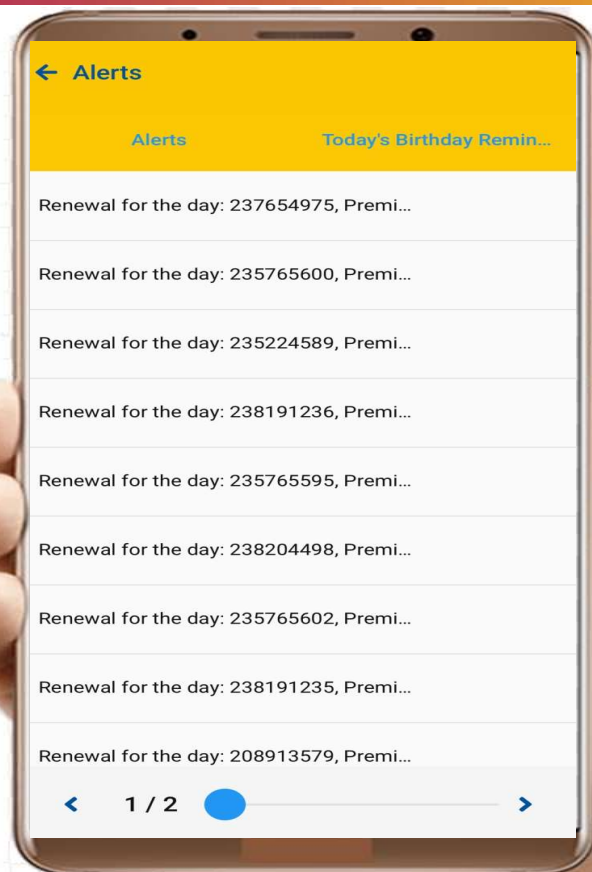 Alerts
Alerts Today's Birthday Remin...
Renewal for the day: 237654975, Premi...
Renewal for the day: 235765600, Premi...
Renewal for the day: 235224589, Premi...
Renewal for the day: 238191236, Premi...
Renewal for the day: 235765595, Premi...
Renewal for the day: 238204498, Premi...
Renewal for the day: 235765602, Premi...
Renewal for the day: 238191235, Premi...
Renewal for the day: 208913579, Premi...
1 / 2